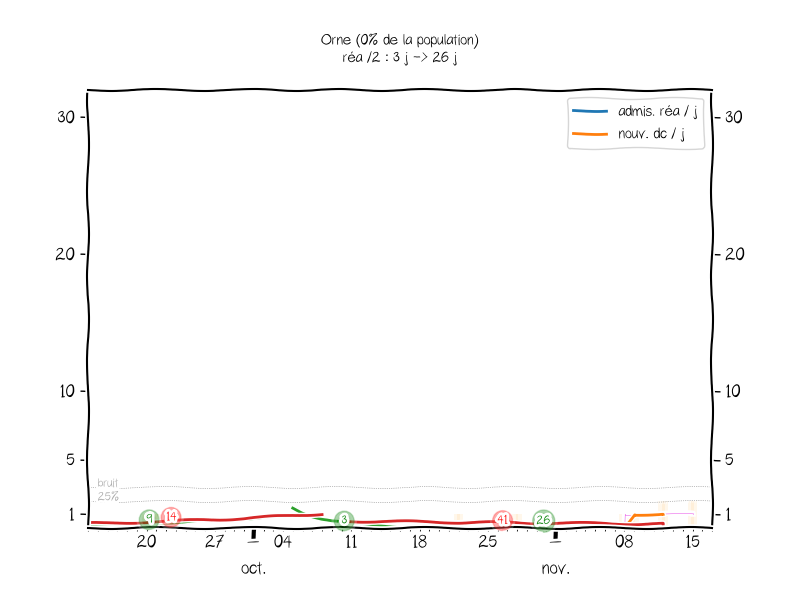 Orne (0% de la population)
réa /2 : 3 j -> 26 j
admis. réa / j
nouv. dc / j
30 30
20 20
10 10
5 5
bruit
25%
1 1
9 14 3 41 26
20 27 04 11 18 25 08 15
oct. nov.